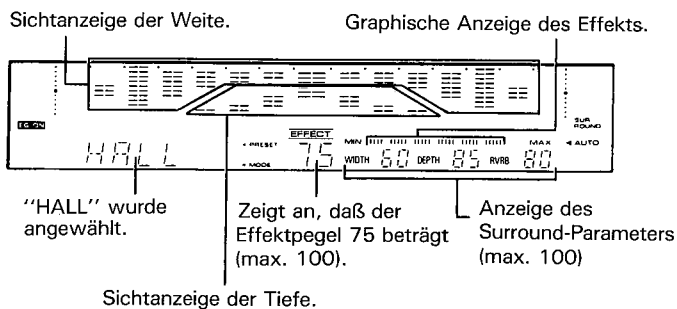 Sichtanzeige der Weite.
Graphische Anzeige des Effekts.
EQ ON
HALL
◄ PRESET
◄ MODE
EFFECT
75
MIN
MAX
WIDTH 60 DEPTH 85 RVRB 80
SUR
ROUND
◄ AUTO
"HALL" wurde
angewählt.
Zeigt an, daß der
Effektpegel 75 beträgt
(max. 100).
Anzeige des
Surround-Parameters
(max. 100)
Sichtanzeige der Tiefe.